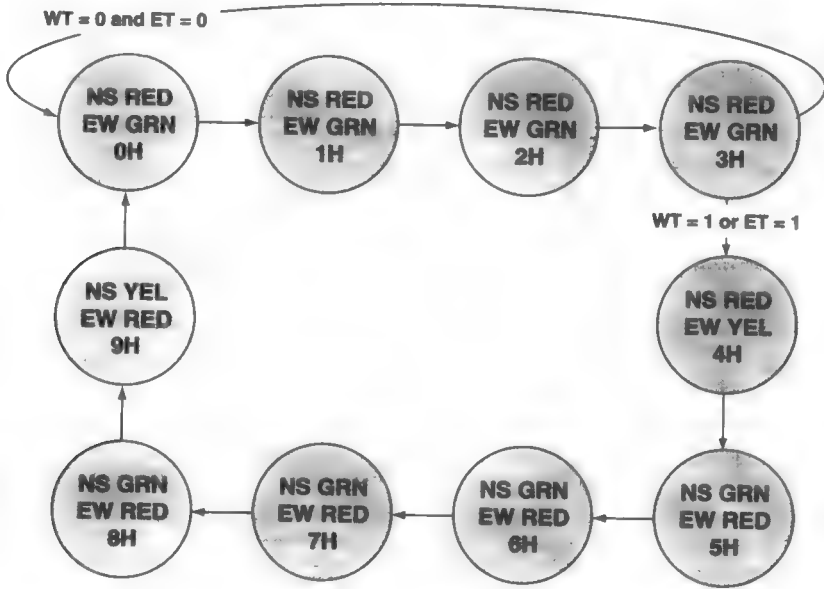 WT = 0 and ET = 0
NS RED
EW GRN
0H
NS RED
EW GRN
1H
NS RED
EW GRN
2H
NS RED
EW GRN
3H
WT = 1 or ET = 1
NS RED
EW YEL
4H
NS GRN
EW RED
5H
NS GRN
EW RED
6H
NS GRN
EW RED
7H
NS GRN
EW RED
8H
NS YEL
EW RED
9H